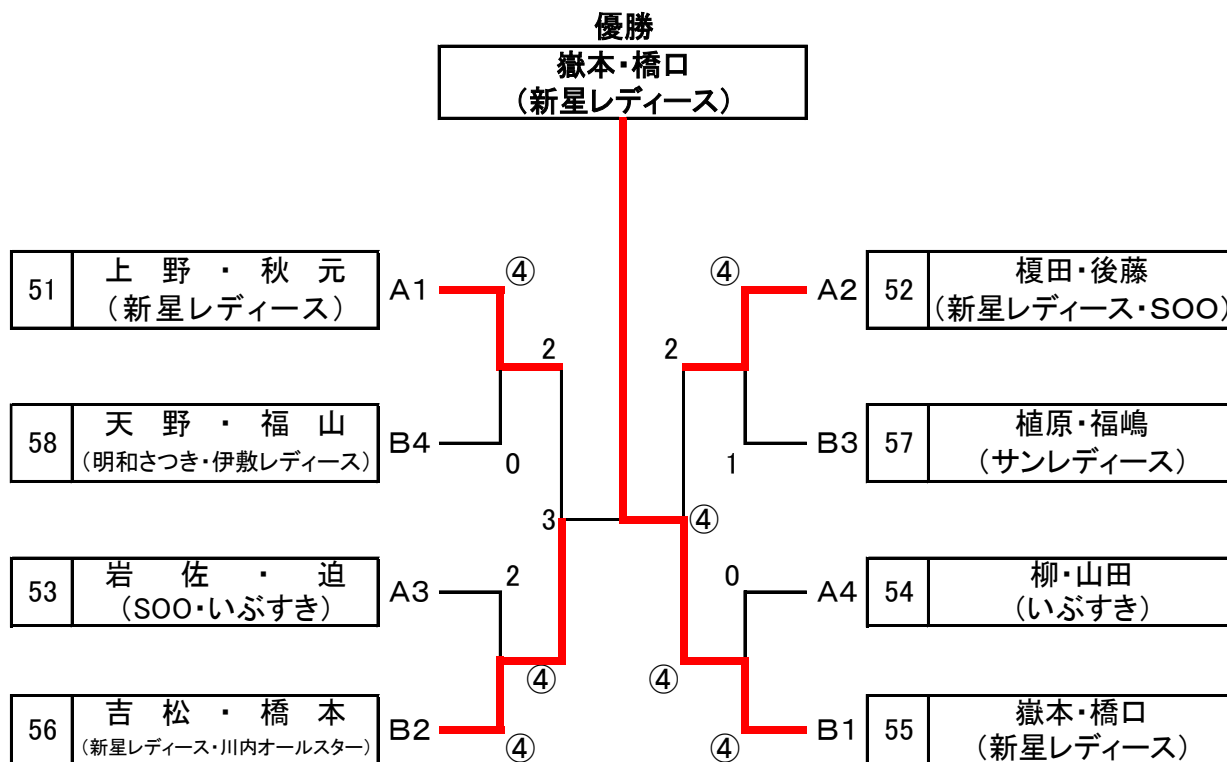 優勝
嶽本・橋口
(新星レディース)
51
上野・秋元
(新星レディース)
A1
④
④
A2
52
榎田・後藤
(新星レディース・SOO)
2
2
58
天野・福山
(明和さつき・伊敷レディース)
B4
0
1
B3
57
植原・福嶋
(サンレディース)
3
④
53
岩佐・迫
(SOO・いぶすき)
A3
2
0
A4
54
柳・山田
(いぶすき)
④
④
56
吉松・橋本
(新星レディース・川内オールスター)
B2
④
④
B1
55
嶽本・橋口
(新星レディース)